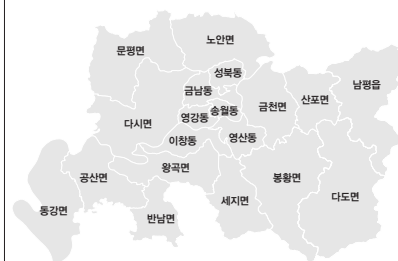 노안면
문평면
성북동
남평읍
금남동
산포면
금천면
송월동
영강동
다시면
영산동
이창동
왕곡면
공산면
봉황면
다도면
세지면
동강면
반남면